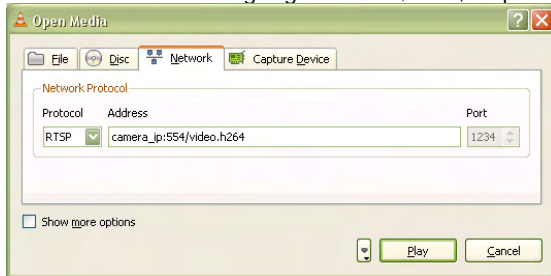 Open Media
File Disc Network Capture Device
Network Protocol
Protocol Address Port
RTSP camera_ip:554/video.h264 1234
Show more options
Play Cancel